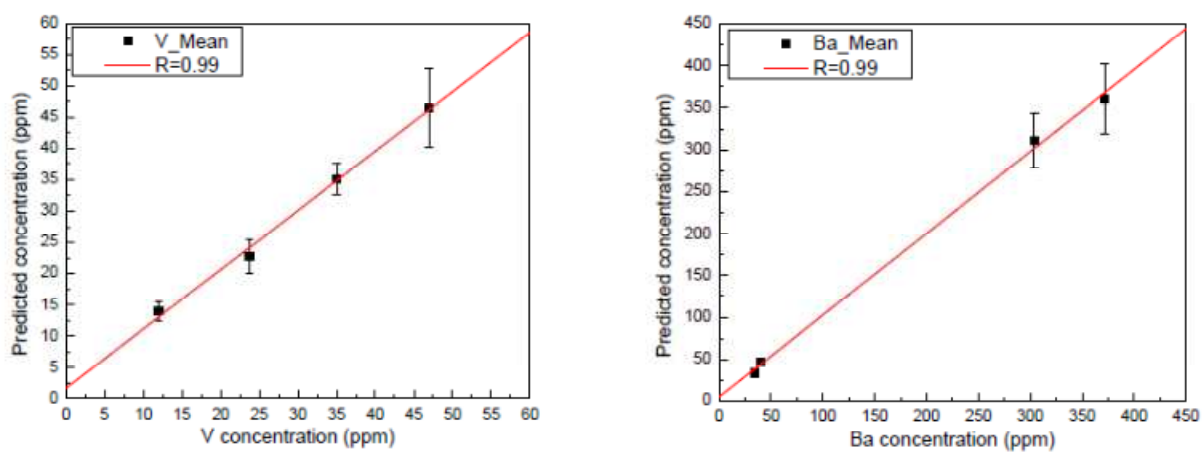 60
55
50
45
40
35
30
25
20
15
10
5
0
V_Mean
R=0.99
Predicted concentration (ppm)
0 5 10 15 20 25 30 35 40 45 50 55 60
V concentration (ppm)
450
400
350
300
250
200
150
100
50
0
Ba_Mean
R=0.99
Predicted concentration (ppm)
0 50 100 150 200 250 300 350 400 450
Ba concentration (ppm)